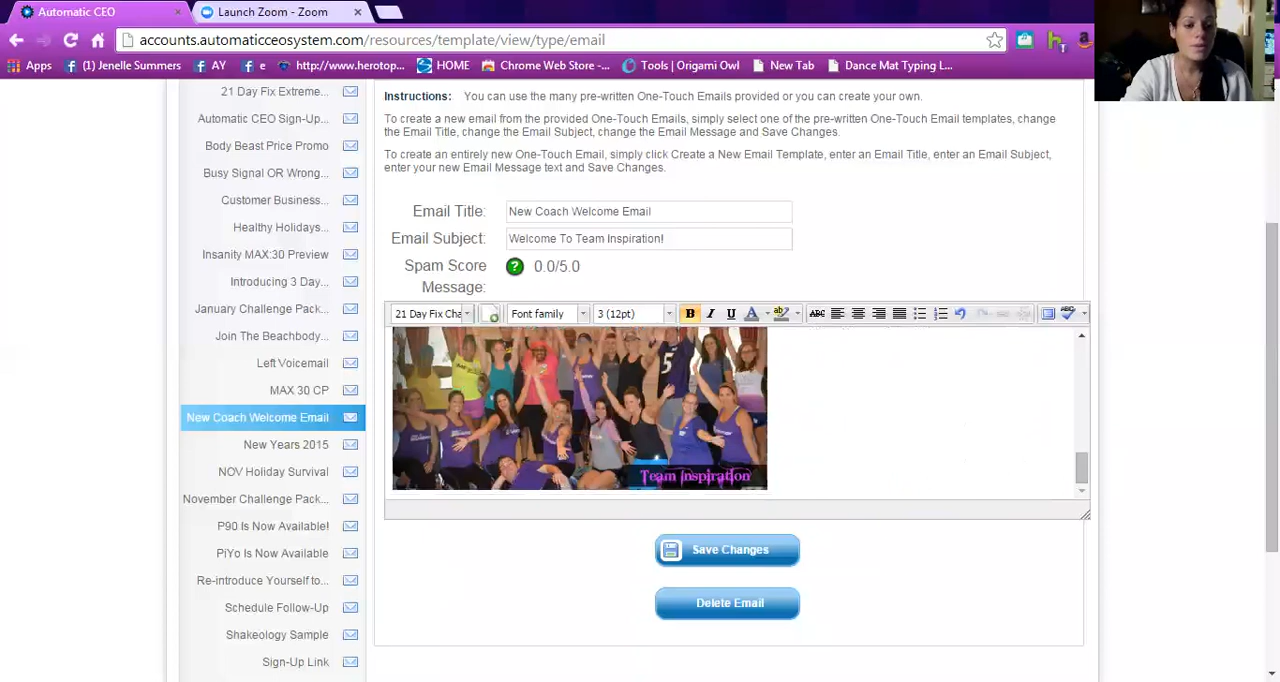 Automatic CEO
Launch Zoom - Zoom
accounts.automaticceosystem.com/resources/template/view/type/email
Apps
(1) Jenelle Summers
AY
e
http://www.herotop...
HOME
Chrome Web Store -...
Tools | Origami Owl
New Tab
Dance Mat Typing L...
21 Day Fix Extreme...
Automatic CEO Sign-Up...
Body Beast Price Promo
Busy Signal OR Wrong...
Customer Business...
Healthy Holidays...
Insanity MAX:30 Preview
Introducing 3 Day...
January Challenge Pack...
Join The Beachbody...
Left Voicemail
MAX 30 CP
New Coach Welcome Email
New Years 2015
NOV Holiday Survival
November Challenge Pack...
P90 Is Now Available!
PiYo Is Now Available
Re-introduce Yourself to...
Schedule Follow-Up
Shakeology Sample
Sign-Up Link
Instructions: You can use the many pre-written One-Touch Emails provided or you can create your own.
To create a new email from the provided One-Touch Emails, simply select one of the pre-written One-Touch Email templates, change
the Email Title, change the Email Subject, change the Email Message and Save Changes.
To create an entirely new One-Touch Email, simply click Create a New Email Template, enter an Email Title, enter an Email Subject,
enter your new Email Message text and Save Changes.
Email Title: New Coach Welcome Email
Email Subject: Welcome To Team Inspiration!
Spam Score ? 0.0/5.0
Message:
21 Day Fix Cha
Font family
3 (12pt)
B I U A ab ABC
5
Team Inspiration
Save Changes
Delete Email